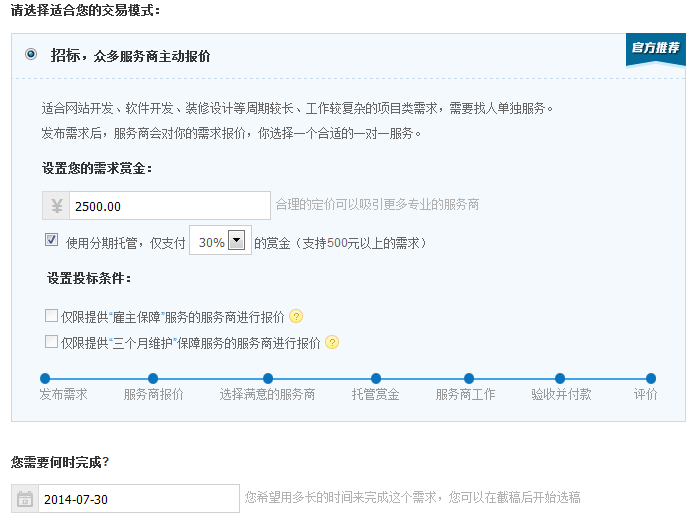 请选择适合您的交易模式：
招标，众多服务商主动报价
官方推荐
适合网站开发、软件开发、装修设计等周期较长、工作较复杂的项目类需求，需要找人单独服务。
发布需求后，服务商会对你的需求报价，你选择一个合适的一对一服务。
设置您的需求赏金：
¥ 2500.00 合理的定价可以吸引更多专业的服务商
使用分期托管，仅支付 30% 的赏金（支持500元以上的需求）
设置投标条件：
仅限提供“雇主保障”服务的服务商进行报价 ?
仅限提供“三个月维护”保障服务的服务商进行报价 ?
发布需求 服务商报价 选择满意的服务商 托管赏金 服务商工作 验收并付款 评价
您需要何时完成？
2014-07-30 您希望用多长的时间来完成这个需求，您可以在截稿后开始选稿